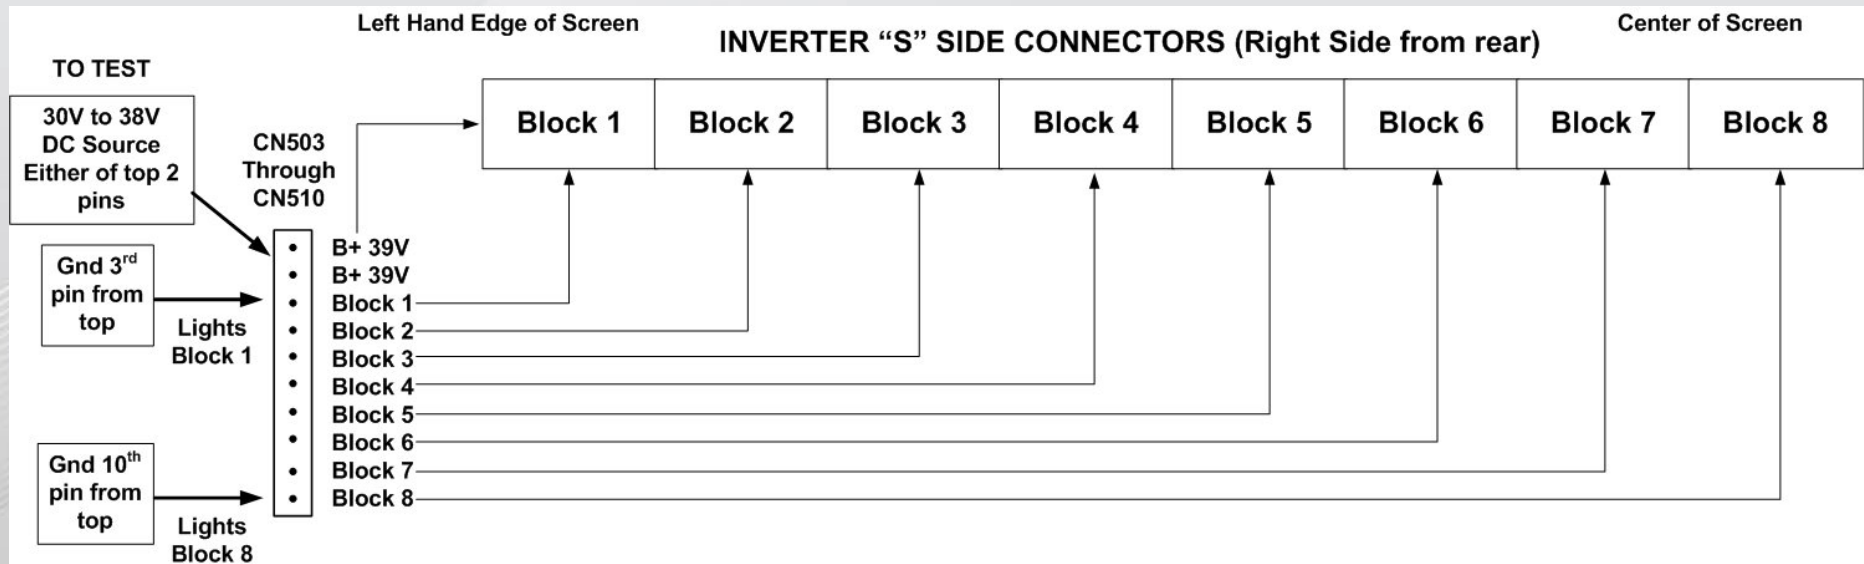 Left Hand Edge of Screen
Center of Screen
INVERTER “S” SIDE CONNECTORS (Right Side from rear)
TO TEST
30V to 38V
DC Source
Either of top 2
pins
CN503
Through
CN510
Block 1
Block 2
Block 3
Block 4
Block 5
Block 6
Block 7
Block 8
Gnd 3rd
pin from
top
Lights
Block 1
Gnd 10th
pin from
top
Lights
Block 8
B+ 39V
B+ 39V
Block 1
Block 2
Block 3
Block 4
Block 5
Block 6
Block 7
Block 8